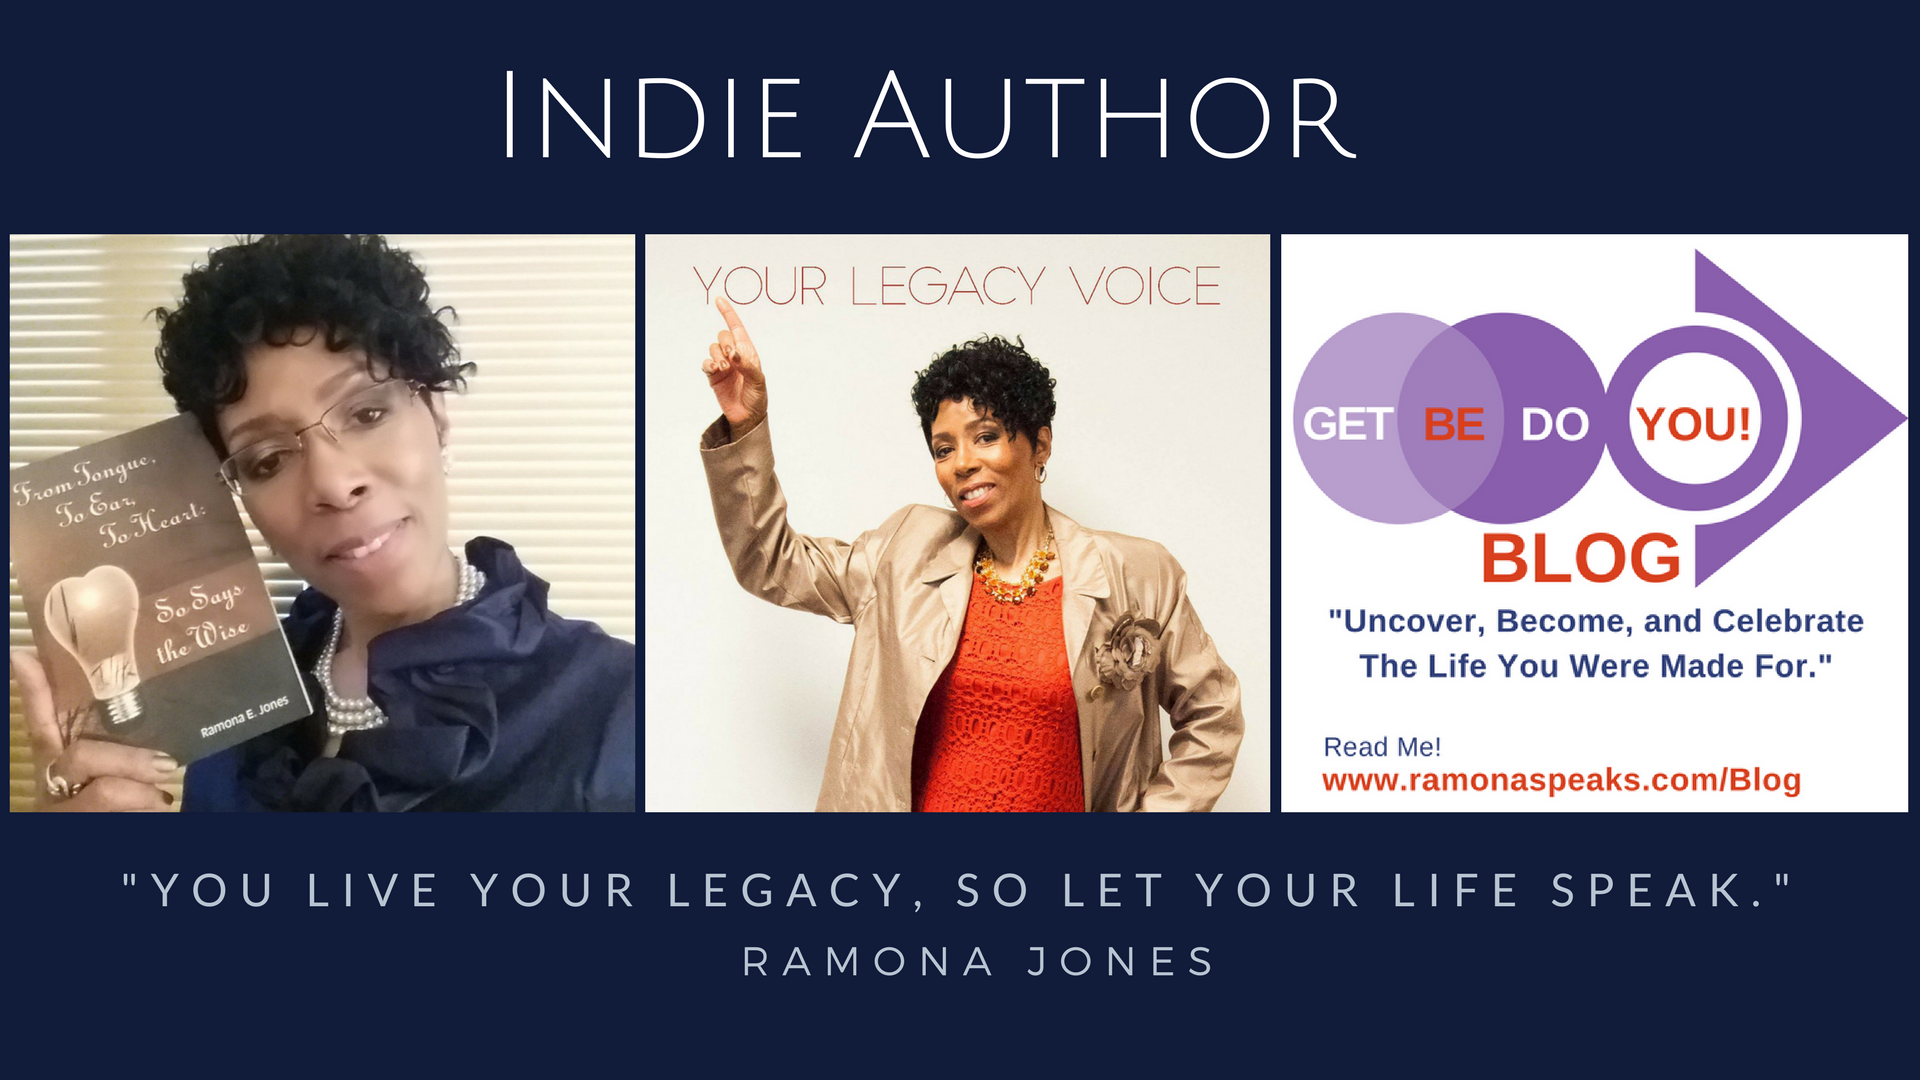 Indie Author
From Tongue,
To Ear,
To Heart:
So Says
the Wise
Ramona E. Jones
YOUR LEGACY VOICE
GET BE DO YOU!
BLOG
"Uncover, Become, and Celebrate
The Life You Were Made For."
Read Me!
www.ramonaspeaks.com/Blog
"YOU LIVE YOUR LEGACY, SO LET YOUR LIFE SPEAK."
RAMONA JONES